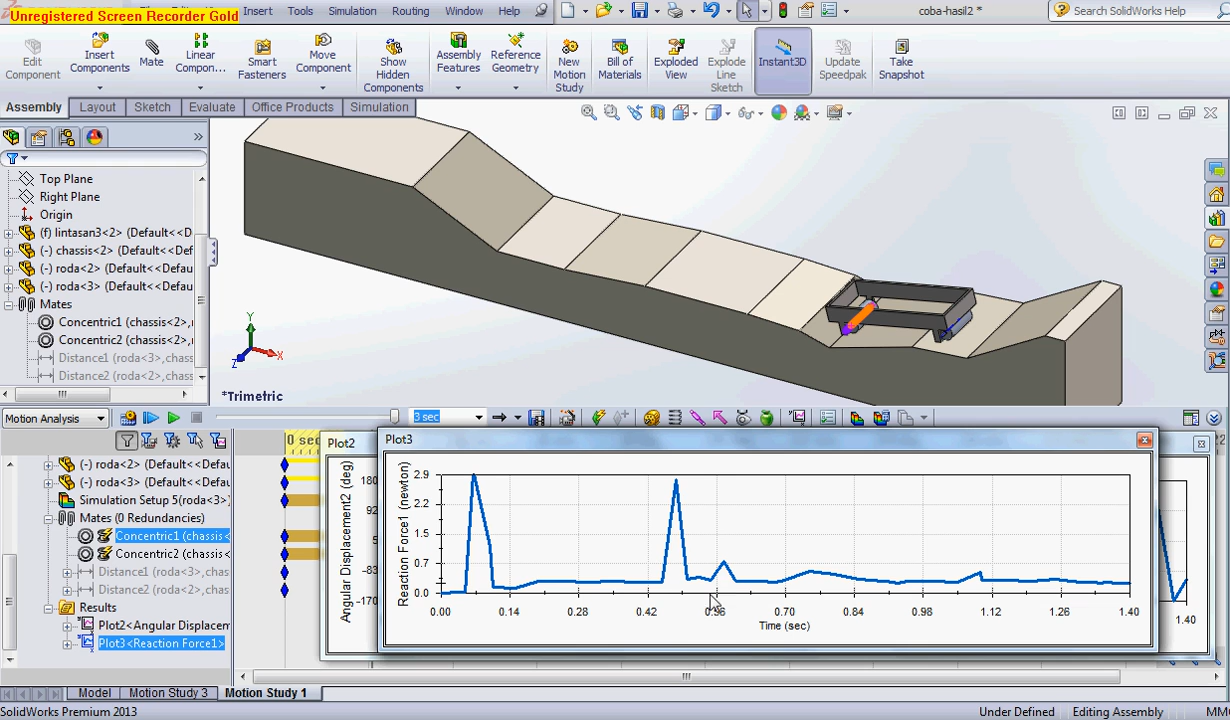 Unregistered Screen Recorder Gold
Insert Tools Simulation Routing Window Help
coba-hasil2 *
Search SolidWorks Help
Edit Component
Insert Components
Mate
Linear Compon...
Smart Fasteners
Move Component
Show Hidden Components
Assembly Features
Reference Geometry
New Motion Study
Bill of Materials
Exploded View
Explode Line Sketch
Instant3D
Update Speedpak
Take Snapshot
Assembly Layout Sketch Evaluate Office Products Simulation
Top Plane
Right Plane
Origin
(f) lintasan3<2> (Default<<D
(-) chassis<2> (Default<<Def
(-) roda<2> (Default<<Defau
(-) roda<3> (Default<<Defau
Mates
Concentric1 (chassis<2>,r
Concentric2 (chassis<2>,
Distance1 (roda<3>,chass
Distance2 (roda<2>,chass
Y
X
Z
*Trimetric
Motion Analysis
3 sec
0 sec
(-) roda<2> (Default<<Defau
(-) roda<3> (Default<<Defau
Simulation Setup 5(roda<3>)
Mates (0 Redundancies)
Concentric1 (chassis<
Concentric2 (chassis<
Distance1 (roda<3>,chas
Distance2 (roda<2>,chas
Results
Plot2<Angular Displacem
Plot3<Reaction Force1>
Plot2
Angular Displacement2 (deg)
180
92
5
-83
-170
1.40
Plot3
Reaction Force1 (newton)
2.9
2.2
1.5
0.7
0.0
0.00 0.14 0.28 0.42 0.56 0.70 0.84 0.98 1.12 1.26 1.40
Time (sec)
Model Motion Study 3 Motion Study 1
SolidWorks Premium 2013
Under Defined
Editing Assembly